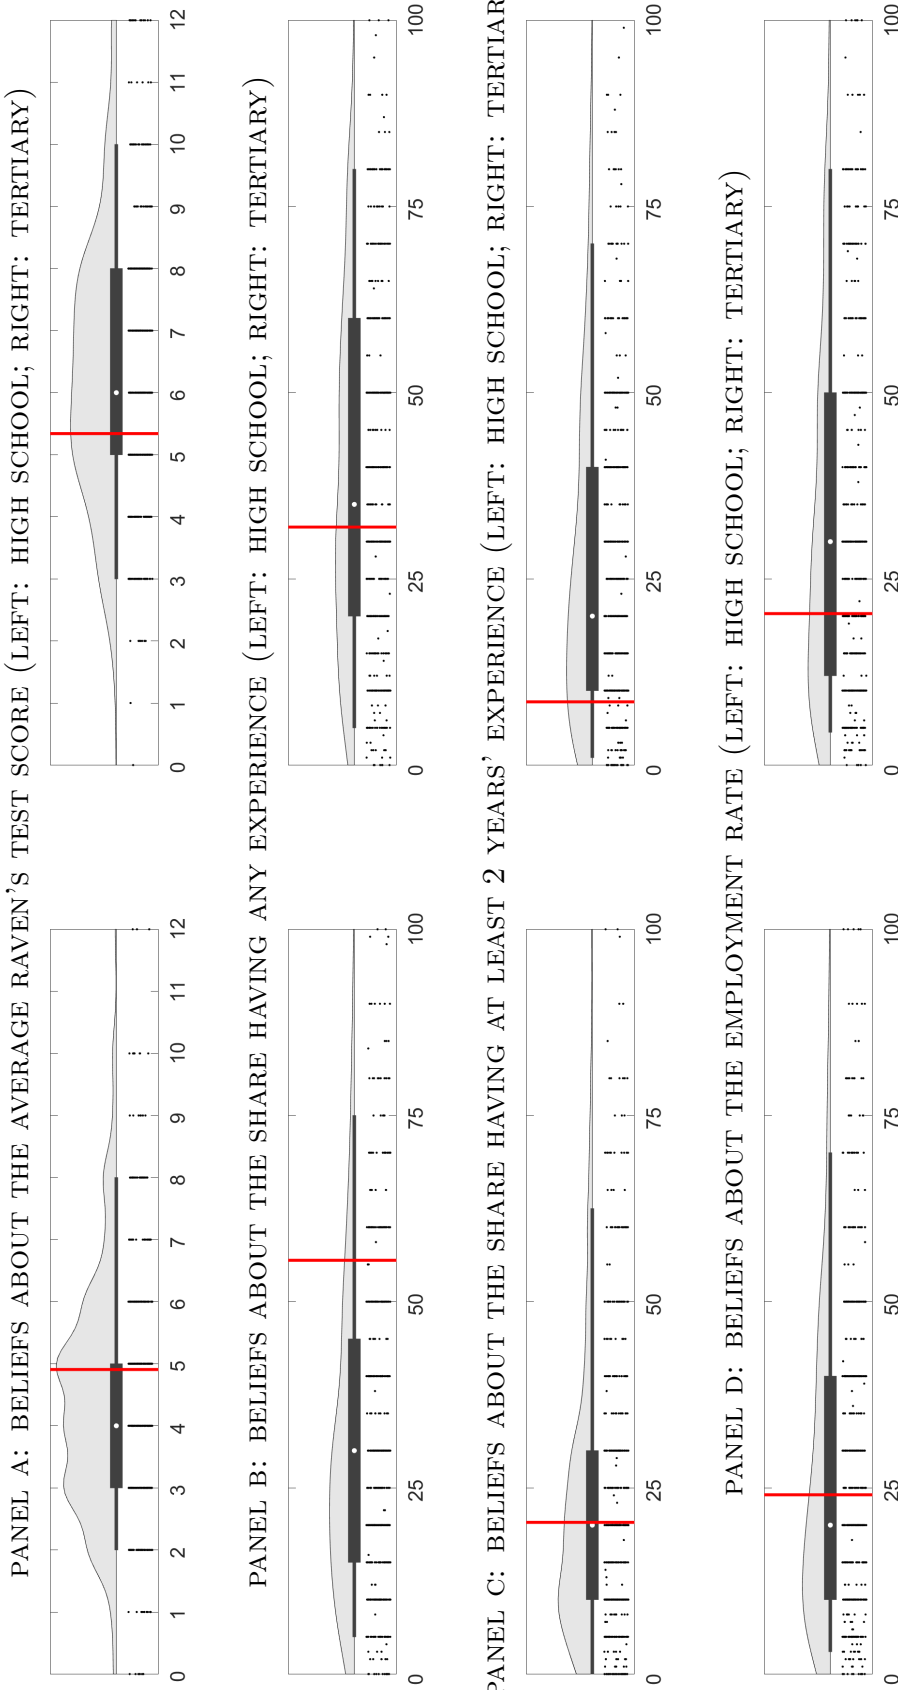 PANEL A: BELIEFS ABOUT THE AVERAGE RAVEN'S TEST SCORE (LEFT: HIGH SCHOOL; RIGHT: TERTIARY)
0 1 2 3 4 5 6 7 8 9 10 11 12
0 1 2 3 4 5 6 7 8 9 10 11 12
PANEL B: BELIEFS ABOUT THE SHARE HAVING ANY EXPERIENCE (LEFT: HIGH SCHOOL; RIGHT: TERTIARY)
0 25 50 75 100
0 25 50 75 100
PANEL C: BELIEFS ABOUT THE SHARE HAVING AT LEAST 2 YEARS' EXPERIENCE (LEFT: HIGH SCHOOL; RIGHT: TERTIAR
0 25 50 75 100
0 25 50 75 100
PANEL D: BELIEFS ABOUT THE EMPLOYMENT RATE (LEFT: HIGH SCHOOL; RIGHT: TERTIARY)
0 25 50 75 100
0 25 50 75 100